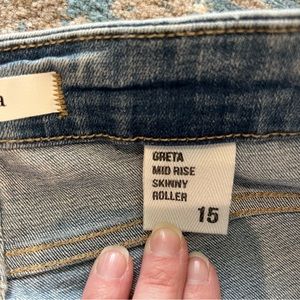 a
GRETA
MID RISE
SKINNY
ROLLER
15